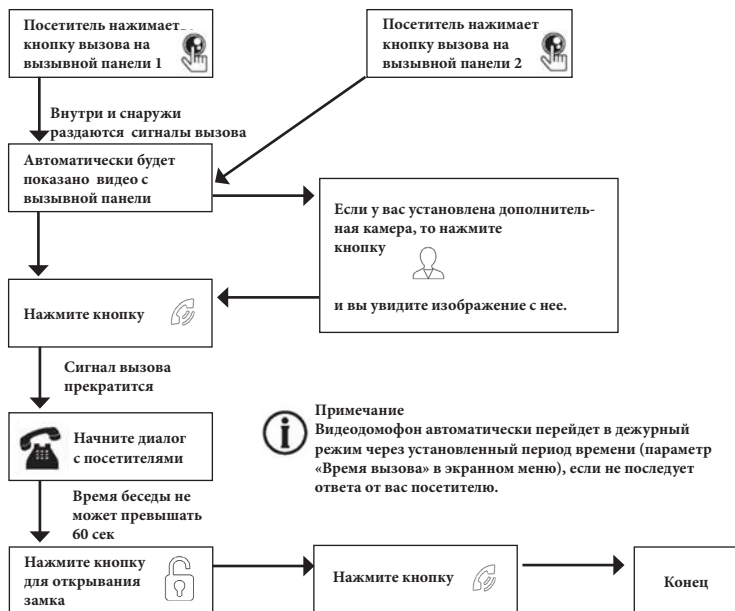 Посетитель нажимает
кнопку вызова на
вызывной панели 1
Посетитель нажимает
кнопку вызова на
вызывной панели 2
Внутри и снаружи
раздаются сигналы вызова
Автоматически будет
показано видео с
вызывной панели
Если у вас установлена дополнитель-
ная камера, то нажмите
кнопку
и вы увидите изображение с нее.
Нажмите кнопку
Сигнал вызова
прекратится
Начните диалог
с посетителями
Примечание
Видеодомофон автоматически перейдет в дежурный
режим через установленный период времени (параметр
«Время вызова» в экранном меню), если не последует
ответа от вас посетителю.
Время беседы не
может превышать
60 сек
Нажмите кнопку
для открывания
замка
Нажмите кнопку
Конец